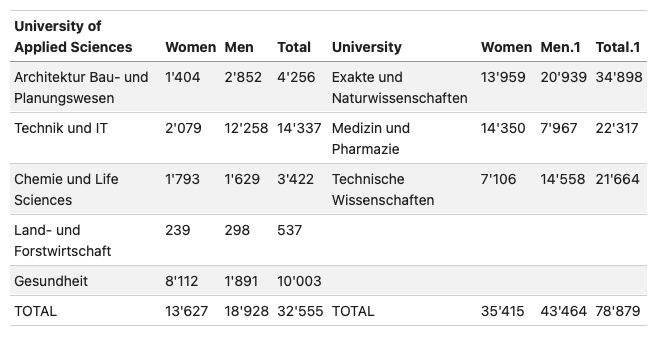 University of
Applied Sciences Women Men Total University Women Men.1 Total.1
Architektur Bau- und 1'404 2'852 4'256 Exakte und 13'959 20'939 34'898
Planungswesen Naturwissenschaften
Technik und IT 2'079 12'258 14'337 Medizin und 14'350 7'967 22'317
Pharmazie
Chemie und Life 1'793 1'629 3'422 Technische 7'106 14'558 21'664
Sciences Wissenschaften
Land- und 239 298 537
Forstwirtschaft
Gesundheit 8'112 1'891 10'003
TOTAL 13'627 18'928 32'555 TOTAL 35'415 43'464 78'879